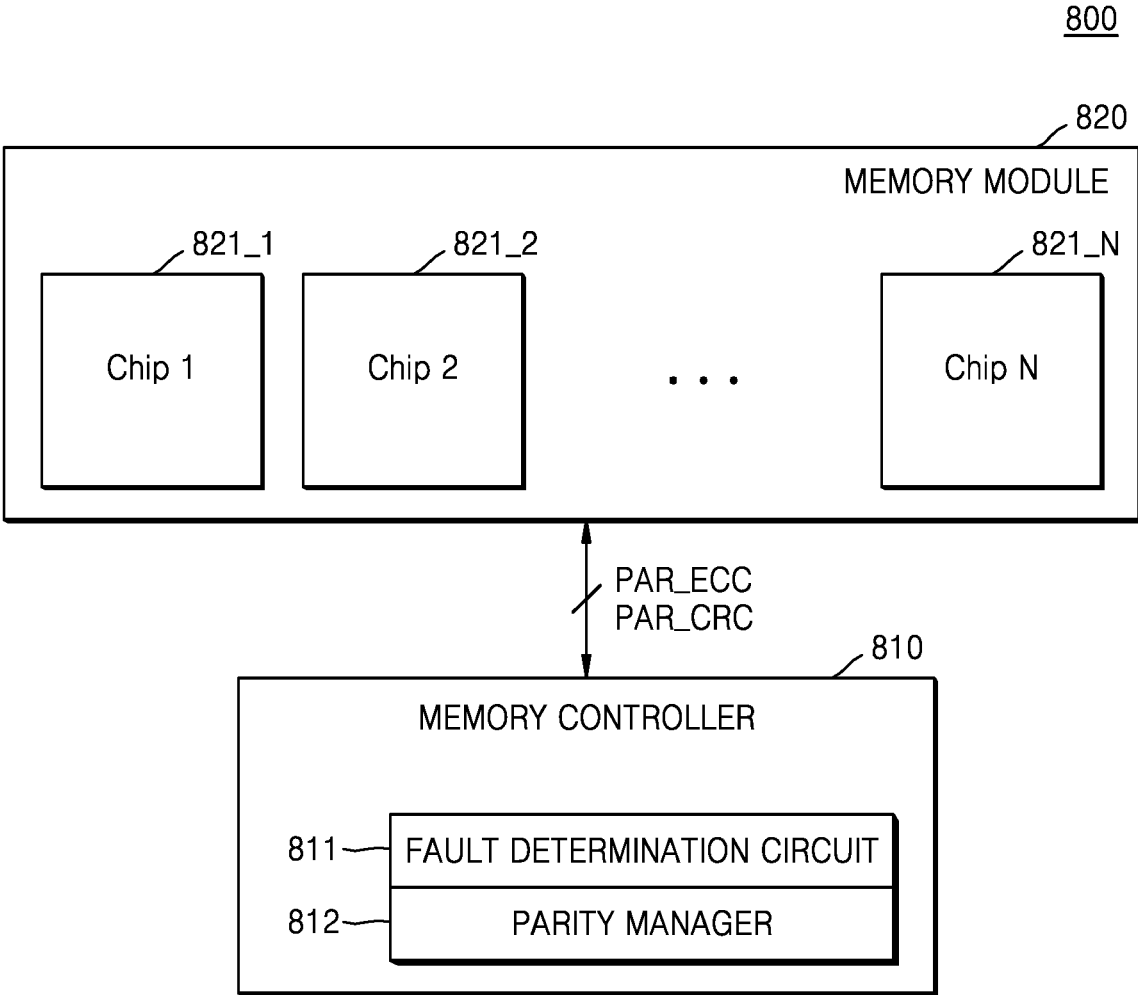 800
820
MEMORY MODULE
821_1
821_2
821_N
Chip 1
Chip 2
. . .
Chip N
PAR_ECC
PAR_CRC
810
MEMORY CONTROLLER
811
FAULT DETERMINATION CIRCUIT
812
PARITY MANAGER